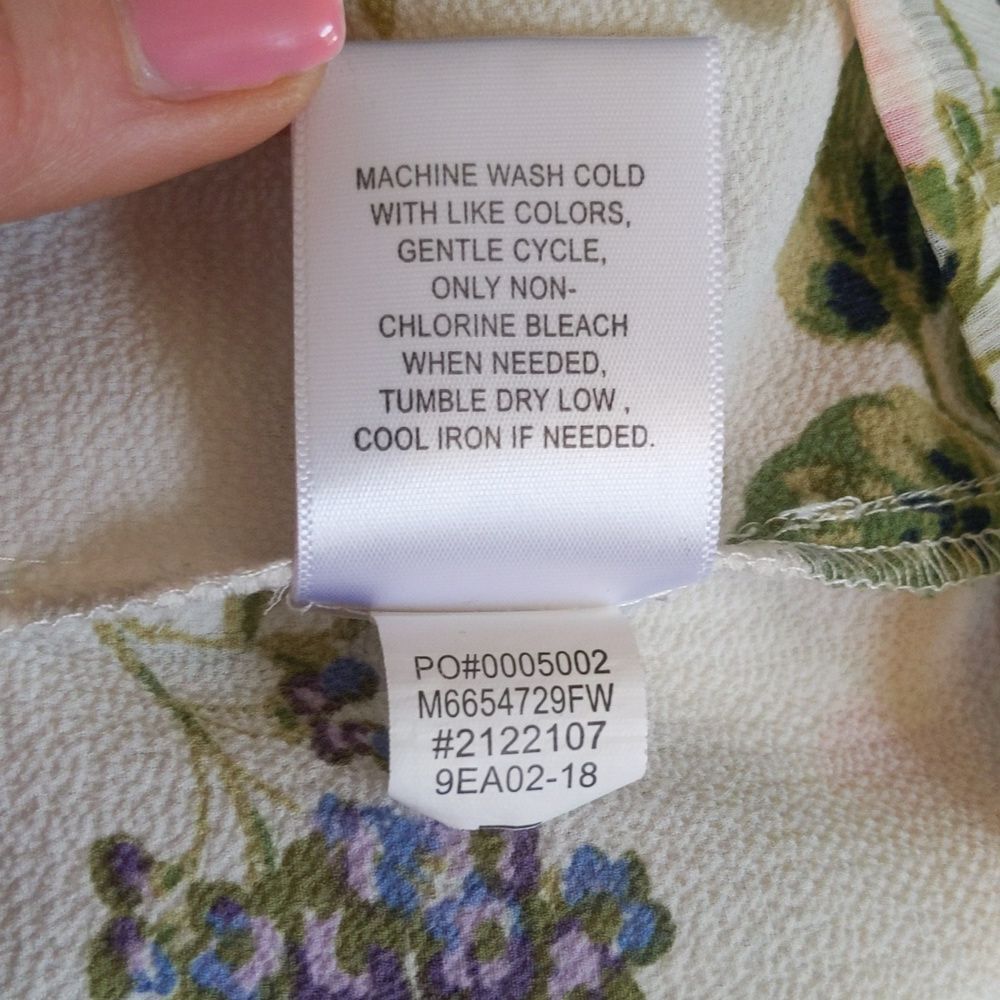 MACHINE WASH COLD
WITH LIKE COLORS,
GENTLE CYCLE,
ONLY NON-
CHLORINE BLEACH
WHEN NEEDED,
TUMBLE DRY LOW ,
COOL IRON IF NEEDED.
PO#0005002
M6654729FW
#2122107
9EA02-18